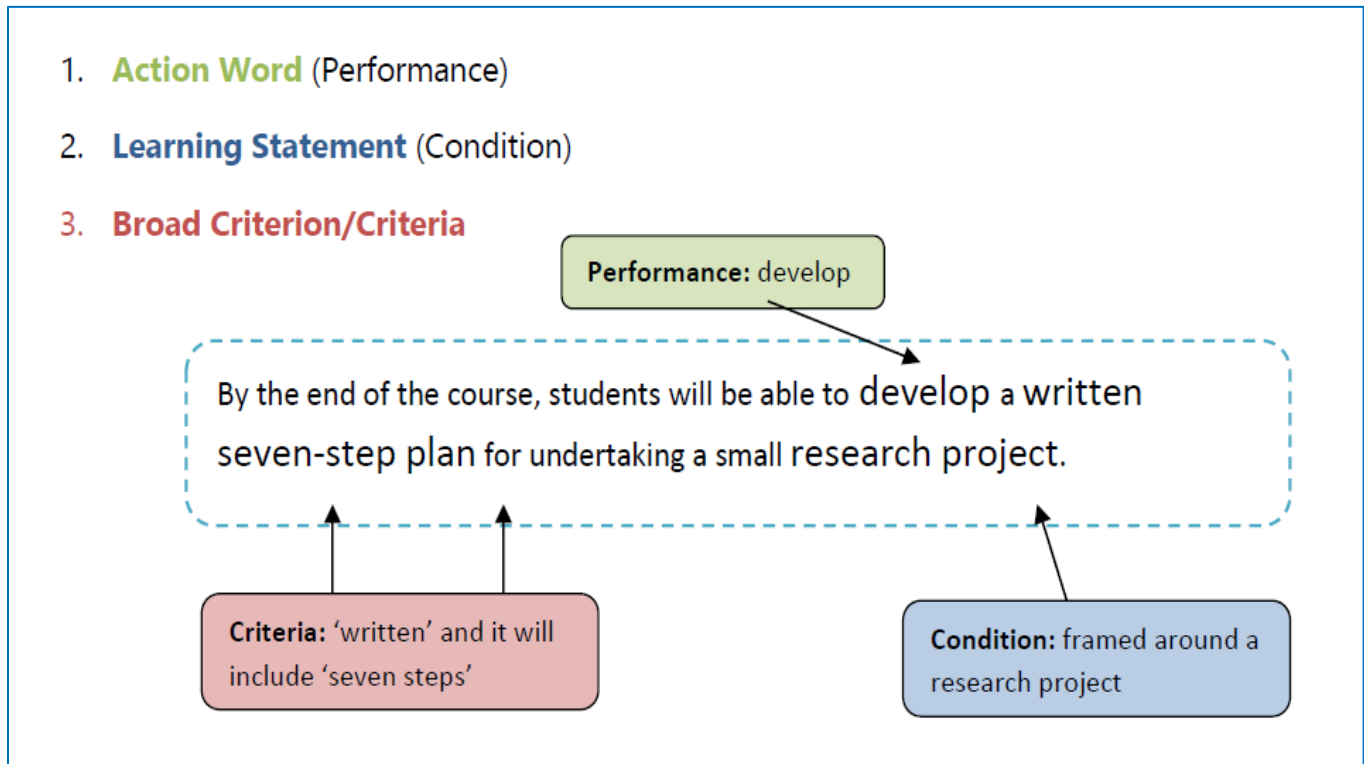 1. Action Word (Performance)
2. Learning Statement (Condition)
3. Broad Criterion/Criteria
Performance: develop
By the end of the course, students will be able to develop a written
seven-step plan for undertaking a small research project.
Criteria: ‘written’ and it will
include ‘seven steps’
Condition: framed around a
research project